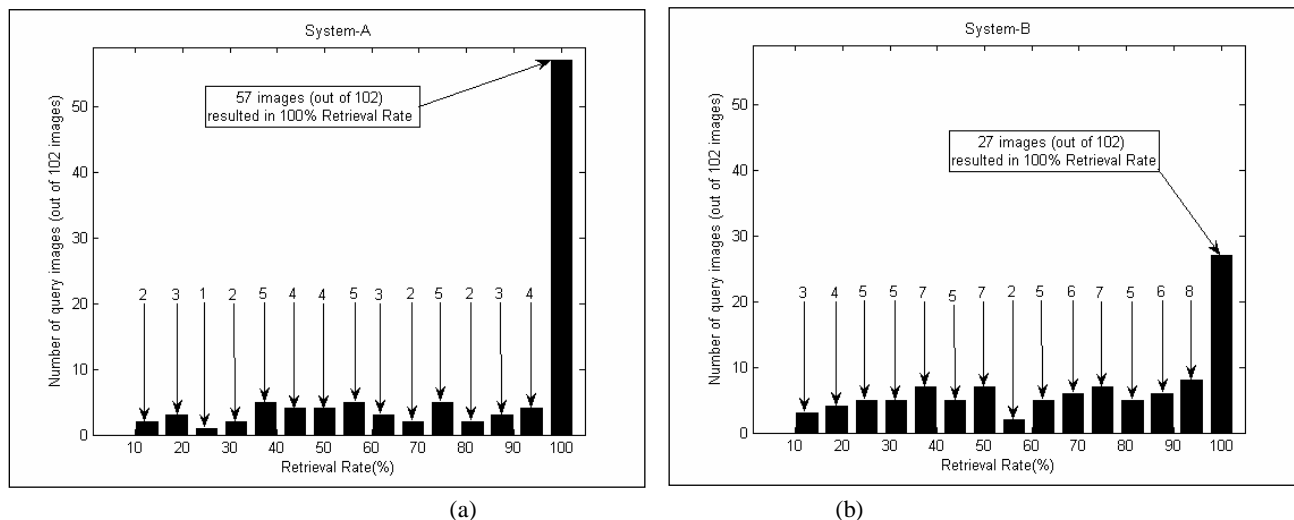 System-A
Number of query images (out of 102 images)
57 images (out of 102)
resulted in 100% Retrieval Rate
50
40
30
20
10
0
2 3 1 2 5 4 4 5 3 2 5 2 3 4
10 20 30 40 50 60 70 80 90 100
Retrieval Rate(%)
(a)
System-B
Number of query images (out of 102 images)
27 images (out of 102)
resulted in 100% Retrieval Rate
50
40
30
20
10
0
3 4 5 5 7 5 7 2 5 6 7 5 6 8
10 20 30 40 50 60 70 80 90 100
Retrieval Rate(%)
(b)